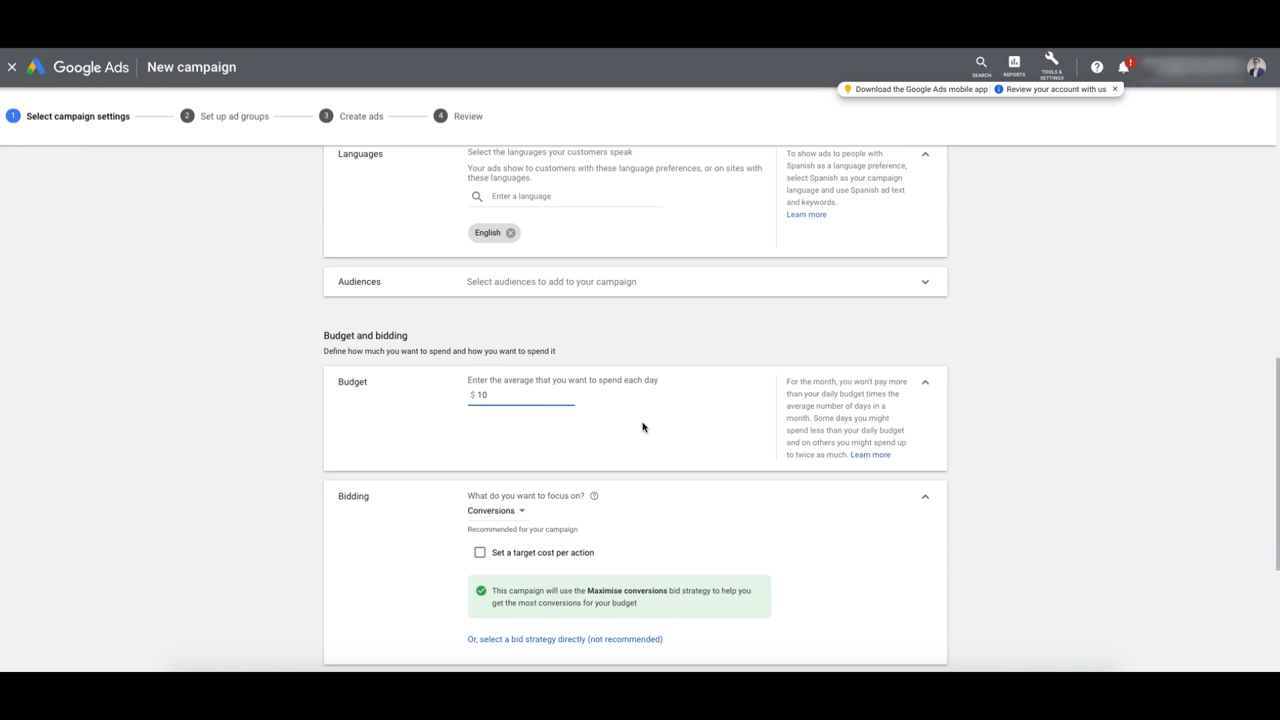 Google Ads New campaign
SEARCH
REPORTS
TOOLS & SETTINGS
!
Download the Google Ads mobile app Review your account with us
1 Select campaign settings 2 Set up ad groups 3 Create ads 4 Review
Languages
Select the languages your customers speak
Your ads show to customers with these language preferences, or on sites with
these languages.
Enter a language
English
To show ads to people with
Spanish as a language preference,
select Spanish as your campaign
language and use Spanish ad text
and keywords.
Learn more
Audiences Select audiences to add to your campaign
Budget and bidding
Define how much you want to spend and how you want to spend it
Budget
Enter the average that you want to spend each day
$ 10
For the month, you won't pay more
than your daily budget times the
average number of days in a
month. Some days you might
spend less than your daily budget
and on others you might spend up
to twice as much. Learn more
Bidding
What do you want to focus on?
Conversions
Recommended for your campaign
Set a target cost per action
This campaign will use the Maximise conversions bid strategy to help you
get the most conversions for your budget
Or, select a bid strategy directly (not recommended)